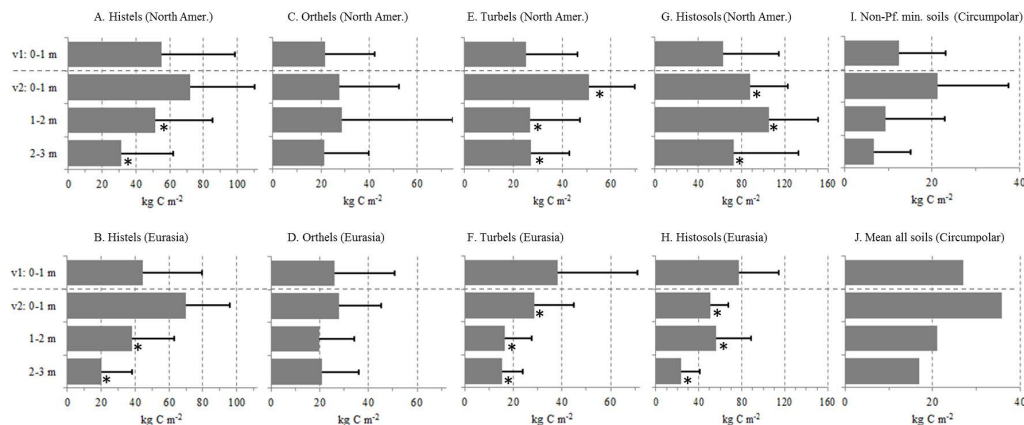 A. Histels (North Amer.) C. Orthels (North Amer.) E. Turbels (North Amer.) G. Histosols (North Amer.) I. Non-Pf. min. soils (Circumpolar)
v1: 0-1 m
v2: 0-1 m
*
1-2 m * * *
2-3 m * * *
0 20 40 60 80 100 0 20 40 60 0 20 40 60 0 40 80 120 160 0 20 40
kg C m-2 kg C m-2 kg C m-2 kg C m-2 kg C m-2
B. Histels (Eurasia) D. Orthels (Eurasia) F. Turbels (Eurasia) H. Histosols (Eurasia) J. Mean all soils (Circumpolar)
v1: 0-1 m
v2: 0-1 m * *
1-2 m * * *
2-3 m * * *
0 20 40 60 80 100 0 20 40 60 0 20 40 60 0 40 80 120 160 0 20 40
kg C m-2 kg C m-2 kg C m-2 kg C m-2 kg C m-2